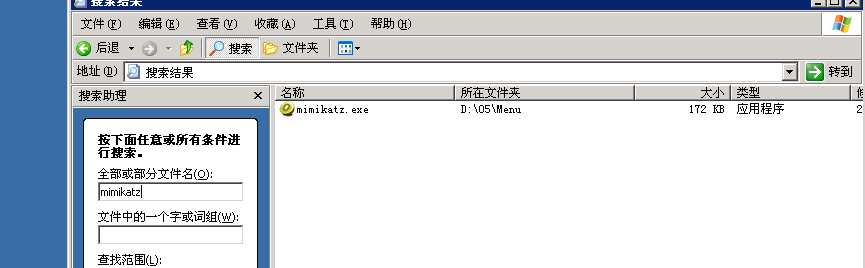 搜索结果
文件(F) 编辑(E) 查看(V) 收藏(A) 工具(T) 帮助(H)
后退 搜索 文件夹
地址(D) 搜索结果 转到
搜索助理
名称 所在文件夹 大小 类型
mimikatz.exe D:\05\Menu 172 KB 应用程序
按下面任意或所有条件进
行搜索。
全部或部分文件名(O):
mimikatz
文件中的一个字或词组(W):
查找范围(L):